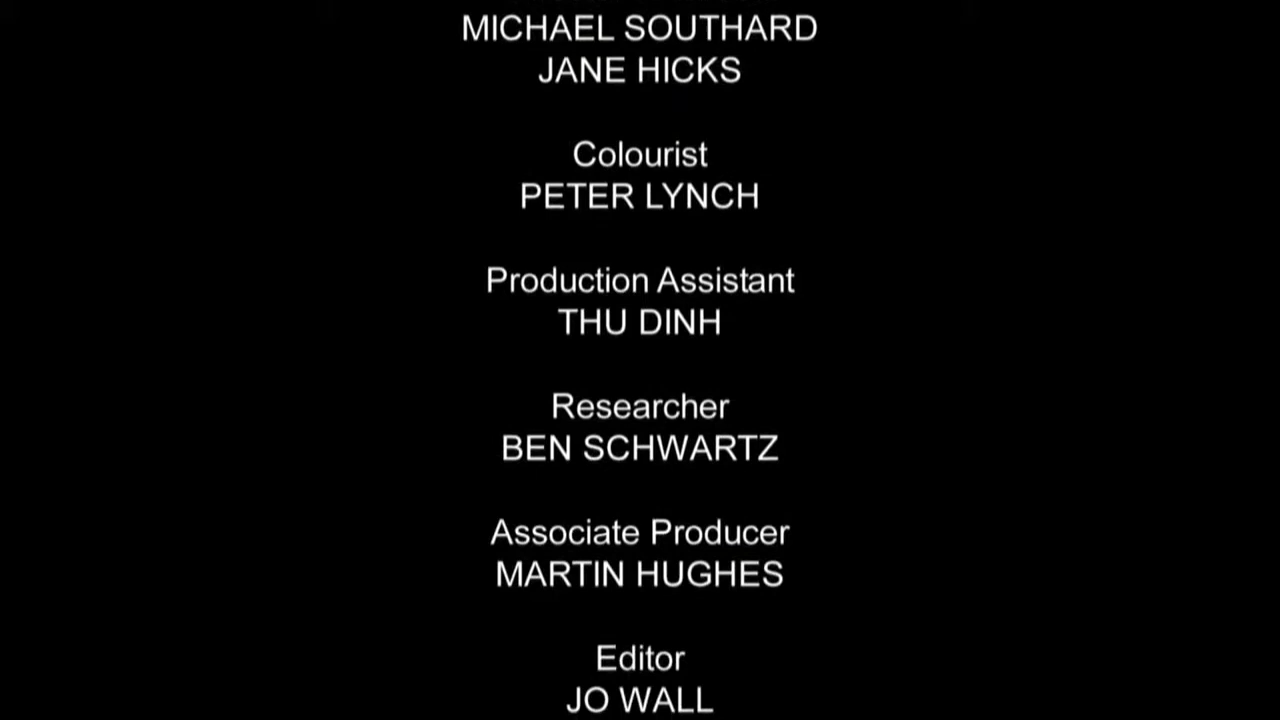 MICHAEL SOUTHARD
JANE HICKS
Colourist
PETER LYNCH
Production Assistant
THU DINH
Researcher
BEN SCHWARTZ
Associate Producer
MARTIN HUGHES
Editor
JO WALL